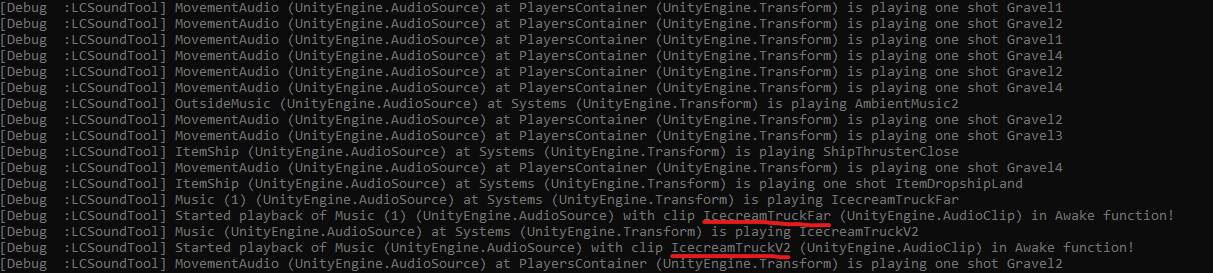 [Debug  :LCSoundTool] MovementAudio (UnityEngine.AudioSource) at PlayersContainer (UnityEngine.Transform) is playing one shot Gravel1
[Debug  :LCSoundTool] MovementAudio (UnityEngine.AudioSource) at PlayersContainer (UnityEngine.Transform) is playing one shot Gravel2
[Debug  :LCSoundTool] MovementAudio (UnityEngine.AudioSource) at PlayersContainer (UnityEngine.Transform) is playing one shot Gravel1
[Debug  :LCSoundTool] MovementAudio (UnityEngine.AudioSource) at PlayersContainer (UnityEngine.Transform) is playing one shot Gravel4
[Debug  :LCSoundTool] MovementAudio (UnityEngine.AudioSource) at PlayersContainer (UnityEngine.Transform) is playing one shot Gravel2
[Debug  :LCSoundTool] MovementAudio (UnityEngine.AudioSource) at PlayersContainer (UnityEngine.Transform) is playing one shot Gravel4
[Debug  :LCSoundTool] OutsideMusic (UnityEngine.AudioSource) at Systems (UnityEngine.Transform) is playing AmbientMusic2
[Debug  :LCSoundTool] MovementAudio (UnityEngine.AudioSource) at PlayersContainer (UnityEngine.Transform) is playing one shot Gravel2
[Debug  :LCSoundTool] MovementAudio (UnityEngine.AudioSource) at PlayersContainer (UnityEngine.Transform) is playing one shot Gravel3
[Debug  :LCSoundTool] ItemShip (UnityEngine.AudioSource) at Systems (UnityEngine.Transform) is playing ShipThrusterClose
[Debug  :LCSoundTool] MovementAudio (UnityEngine.AudioSource) at PlayersContainer (UnityEngine.Transform) is playing one shot Gravel4
[Debug  :LCSoundTool] ItemShip (UnityEngine.AudioSource) at Systems (UnityEngine.Transform) is playing one shot ItemDropshipLand
[Debug  :LCSoundTool] Music (1) (UnityEngine.AudioSource) at Systems (UnityEngine.Transform) is playing IcecreamTruckFar
[Debug  :LCSoundTool] Started playback of Music (1) (UnityEngine.AudioSource) with clip IcecreamTruckFar (UnityEngine.AudioClip) in Awake function!
[Debug  :LCSoundTool] Music (UnityEngine.AudioSource) at Systems (UnityEngine.Transform) is playing IcecreamTruckV2
[Debug  :LCSoundTool] Started playback of Music (UnityEngine.AudioSource) with clip IcecreamTruckV2 (UnityEngine.AudioClip) in Awake function!
[Debug  :LCSoundTool] MovementAudio (UnityEngine.AudioSource) at PlayersContainer (UnityEngine.Transform) is playing one shot Gravel2